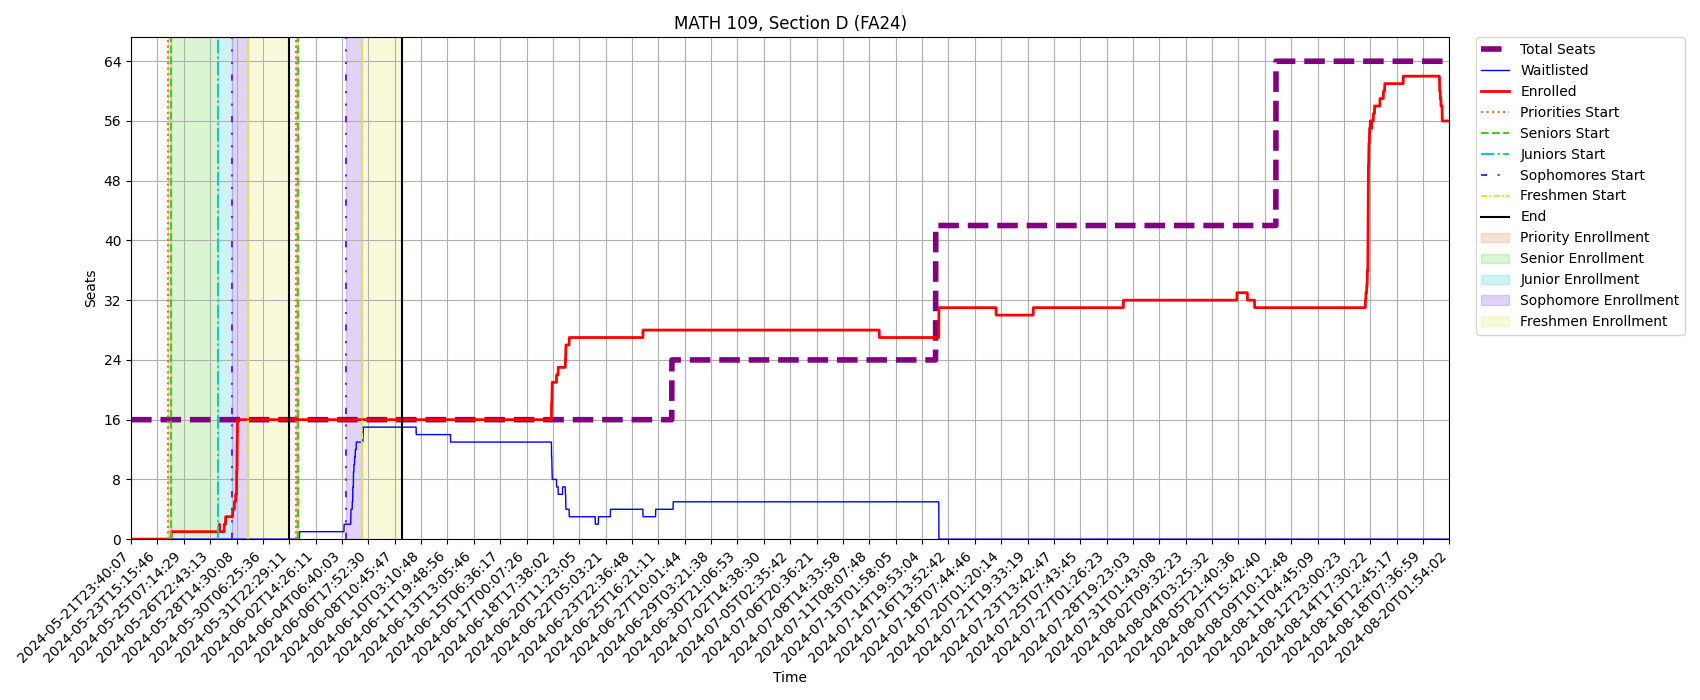 MATH 109, Section D (FA24)
Total Seats
Waitlisted
Enrolled
Priorities Start
Seniors Start
Juniors Start
Sophomores Start
Freshmen Start
End
Priority Enrollment
Senior Enrollment
Junior Enrollment
Sophomore Enrollment
Freshmen Enrollment
Seats
64
56
48
40
32
24
16
8
0
2024-05-21T23:40:07
2024-05-23T15:15:46
2024-05-25T07:14:29
2024-05-26T22:43:13
2024-05-28T14:30:08
2024-05-30T06:25:36
2024-05-31T22:29:11
2024-06-02T14:26:11
2024-06-04T06:40:03
2024-06-06T17:52:30
2024-06-08T10:45:47
2024-06-10T03:10:48
2024-06-11T19:48:56
2024-06-13T13:05:46
2024-06-15T06:36:17
2024-06-17T00:07:26
2024-06-18T17:38:02
2024-06-20T11:23:05
2024-06-22T05:03:21
2024-06-23T22:36:48
2024-06-25T16:21:11
2024-06-27T10:01:44
2024-06-29T03:21:38
2024-06-30T21:06:53
2024-07-02T14:38:30
2024-07-05T02:35:42
2024-07-06T20:36:21
2024-07-08T14:33:58
2024-07-11T08:07:48
2024-07-13T01:58:05
2024-07-14T19:53:04
2024-07-16T13:52:42
2024-07-18T07:44:46
2024-07-20T01:20:14
2024-07-21T19:33:19
2024-07-23T13:42:47
2024-07-25T07:43:45
2024-07-27T01:26:23
2024-07-28T19:23:03
2024-07-31T01:43:08
2024-08-02T09:32:23
2024-08-04T03:25:32
2024-08-05T21:40:36
2024-08-07T15:42:40
2024-08-09T10:12:48
2024-08-11T04:45:09
2024-08-12T23:00:23
2024-08-14T17:30:22
2024-08-16T12:45:17
2024-08-18T07:36:59
2024-08-20T01:54:02
Time